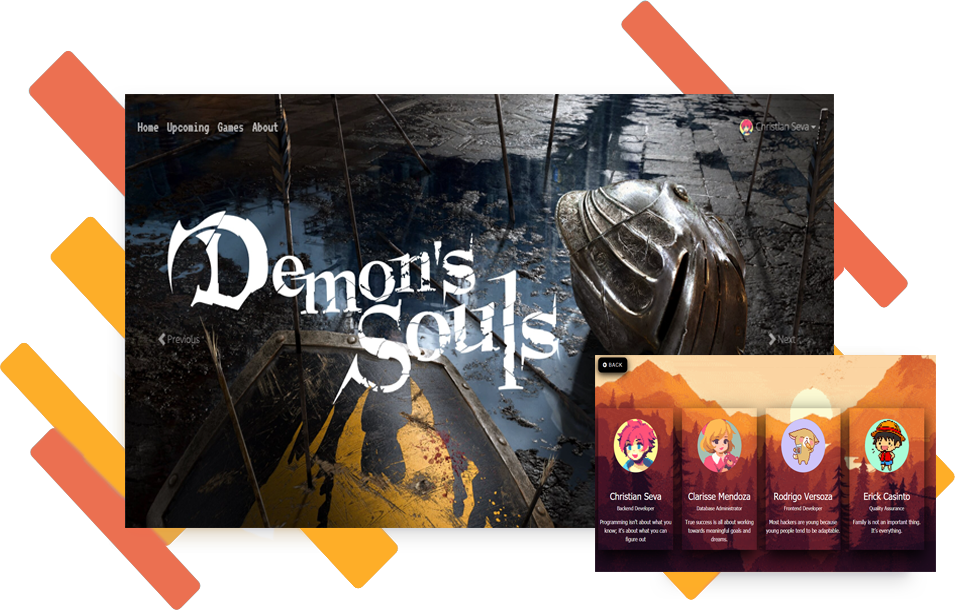 Home Upcoming Games About
Christian Seva
Demon's
Souls
Previous
Next
BACK
Christian Seva
Backend Developer
Programming isn't about what you
know; it's about what you can
figure out
Clarisse Mendoza
Database Administrator
True success is all about working
towards meaningful goals and
dreams.
Rodrigo Versoza
Frontend Developer
Most hackers are young because
young people tend to be adaptable.
Erick Casinto
Quality Assurance
Family is not an important thing.
It's everything.